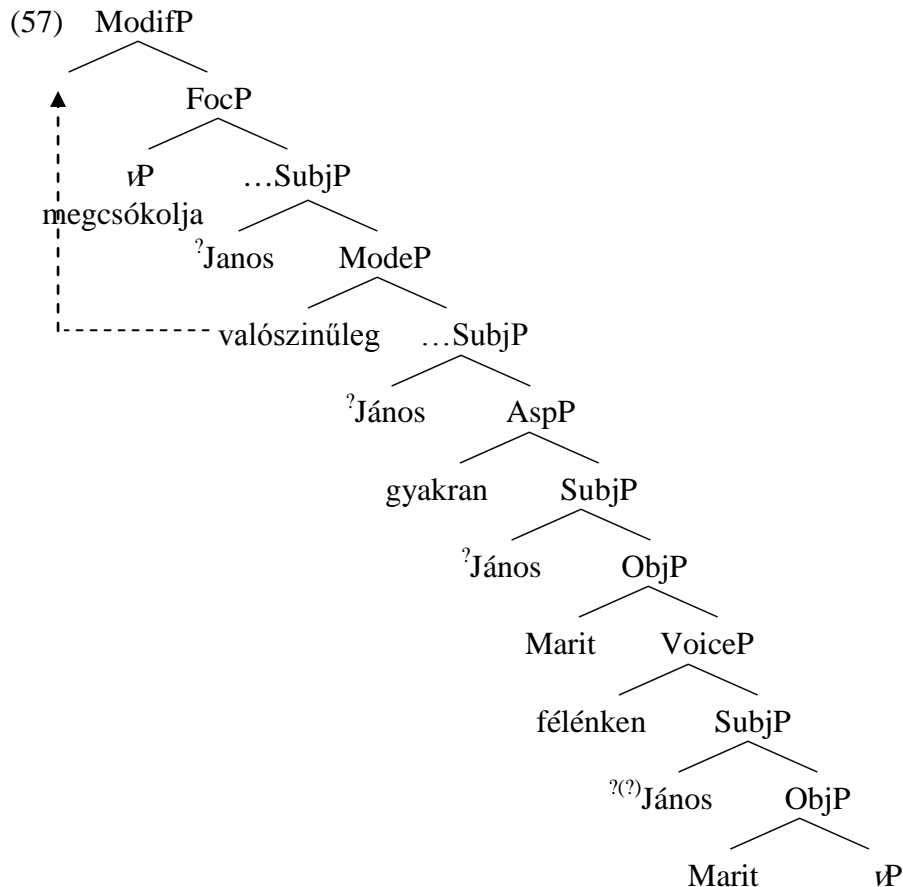 (57) ModifP
FocP
vP …SubjP
megcsókolja
?Janos ModeP
valószinűleg …SubjP
?János AspP
gyakran SubjP
?János ObjP
Marit VoiceP
félénken SubjP
?(?)János ObjP
Marit vP